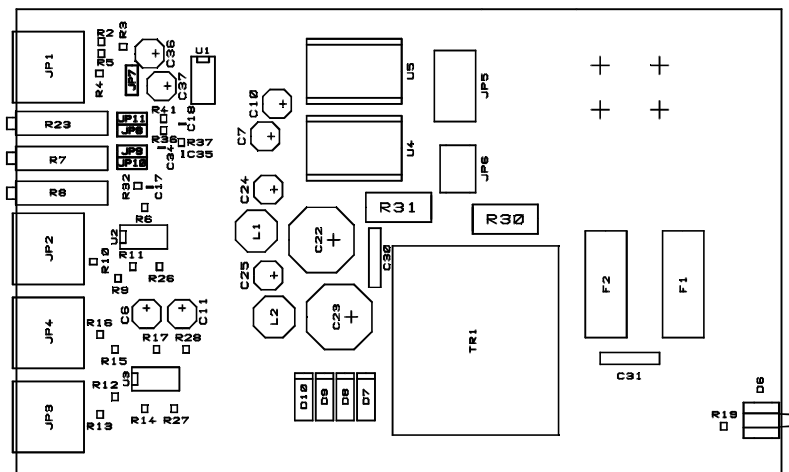 R2
R3
C36
U1
JP1
R5
R4
JP7
C37
U5
JP5
C10
R41
C18
R23
JP11
JP8
C7
U4
R36
R37
R7
JP9
JP10
C34
C35
JP6
R8
R32
C17
C24
R31
R30
R6
JP2
U2
L1
C22
R10
R11
R9
R26
C25
C30
F2
F1
C6
C11
L2
C23
JP4
R16
R17
R28
TR1
R15
C31
U3
R12
D10
D9
D8
D7
D6
JP3
R13
R14
R27
R19